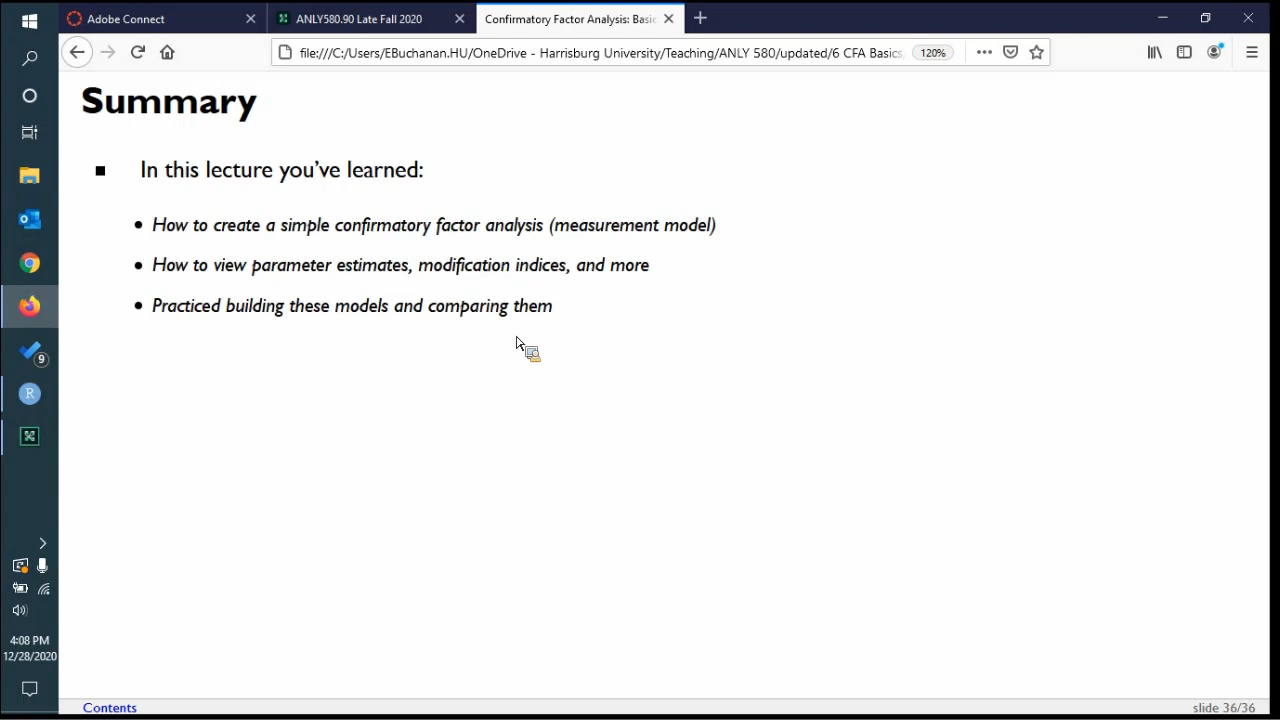 Adobe Connect
ANLY580.90 Late Fall 2020
Confirmatory Factor Analysis: Basic
file:///C:/Users/EBuchanan.HU/OneDrive - Harrisburg University/Teaching/ANLY 580/updated/6 CFA Basics,
120%
Summary
In this lecture you’ve learned:
• How to create a simple confirmatory factor analysis (measurement model)
• How to view parameter estimates, modification indices, and more
• Practiced building these models and comparing them
9
R
4:08 PM
12/28/2020
Contents
slide 36/36